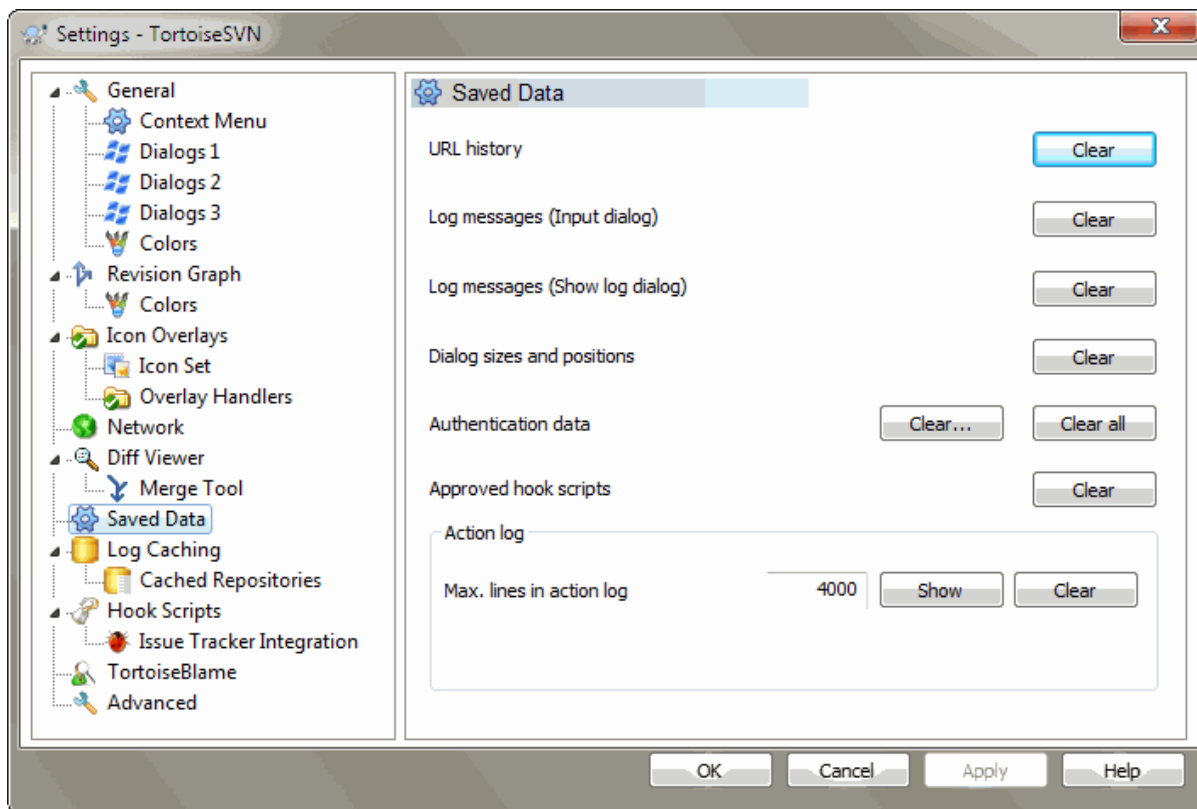 Settings - TortoiseSVN
General
Context Menu
Dialogs 1
Dialogs 2
Dialogs 3
Colors
Revision Graph
Colors
Icon Overlays
Icon Set
Overlay Handlers
Network
Diff Viewer
Merge Tool
Saved Data
Log Caching
Cached Repositories
Hook Scripts
Issue Tracker Integration
TortoiseBlame
Advanced
Saved Data
URL history Clear
Log messages (Input dialog) Clear
Log messages (Show log dialog) Clear
Dialog sizes and positions Clear
Authentication data Clear... Clear all
Approved hook scripts Clear
Action log
Max. lines in action log 4000 Show Clear
OK Cancel Apply Help